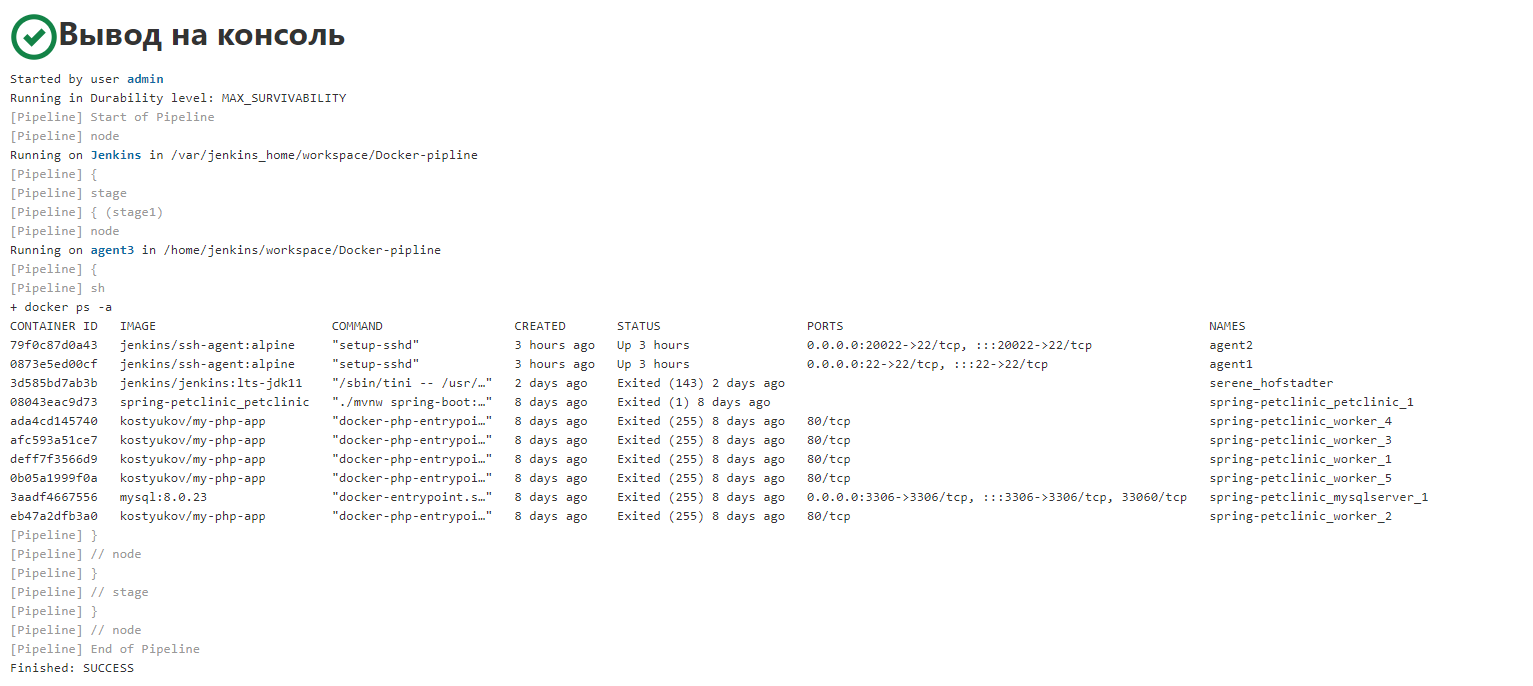 Вывод на консоль
Started by user admin
Running in Durability level: MAX_SURVIVABILITY
[Pipeline] Start of Pipeline
[Pipeline] node
Running on Jenkins in /var/jenkins_home/workspace/Docker-pipline
[Pipeline] {
[Pipeline] stage
[Pipeline] { (stage1)
[Pipeline] node
Running on agent3 in /home/jenkins/workspace/Docker-pipline
[Pipeline] {
[Pipeline] sh
+ docker ps -a
CONTAINER ID   IMAGE   COMMAND   CREATED   STATUS   PORTS   NAMES
79f0c87d0a43   jenkins/ssh-agent:alpine   "setup-sshd"   3 hours ago   Up 3 hours   0.0.0.0:20022->22/tcp, :::20022->22/tcp   agent2
0873e5ed00cf   jenkins/ssh-agent:alpine   "setup-sshd"   3 hours ago   Up 3 hours   0.0.0.0:22->22/tcp, :::22->22/tcp   agent1
3d585bd7ab3b   jenkins/jenkins:lts-jdk11   "/sbin/tini -- /usr/…"   2 days ago   Exited (143) 2 days ago   serene_hofstadter
08043eac9d73   spring-petclinic_petclinic   "./mvnw spring-boot:…"   8 days ago   Exited (1) 8 days ago   spring-petclinic_petclinic_1
ada4cd145740   kostyukov/my-php-app   "docker-php-entrypoi…"   8 days ago   Exited (255) 8 days ago   80/tcp   spring-petclinic_worker_4
afc593a51ce7   kostyukov/my-php-app   "docker-php-entrypoi…"   8 days ago   Exited (255) 8 days ago   80/tcp   spring-petclinic_worker_3
deff7f3566d9   kostyukov/my-php-app   "docker-php-entrypoi…"   8 days ago   Exited (255) 8 days ago   80/tcp   spring-petclinic_worker_1
0b05a1999f0a   kostyukov/my-php-app   "docker-php-entrypoi…"   8 days ago   Exited (255) 8 days ago   80/tcp   spring-petclinic_worker_5
3aadf4667556   mysql:8.0.23   "docker-entrypoint.s…"   8 days ago   Exited (255) 8 days ago   0.0.0.0:3306->3306/tcp, :::3306->3306/tcp, 33060/tcp   spring-petclinic_mysqlserver_1
eb47a2dfb3a0   kostyukov/my-php-app   "docker-php-entrypoi…"   8 days ago   Exited (255) 8 days ago   80/tcp   spring-petclinic_worker_2
[Pipeline] }
[Pipeline] // node
[Pipeline] }
[Pipeline] // stage
[Pipeline] }
[Pipeline] // node
[Pipeline] End of Pipeline
Finished: SUCCESS